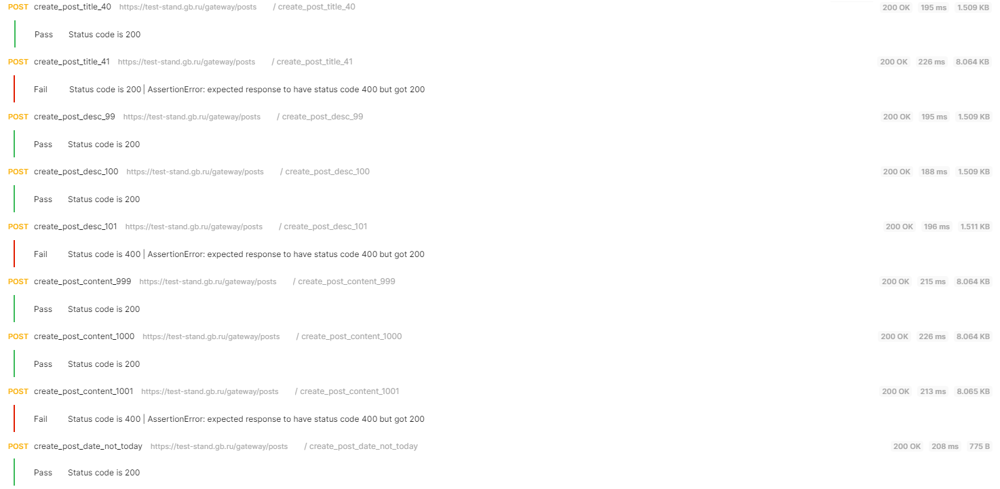 POST create_post_title_40 https://test-stand.gb.ru/gateway/posts / create_post_title_40 200 OK 195 ms 1.509 KB
Pass Status code is 200
POST create_post_title_41 https://test-stand.gb.ru/gateway/posts / create_post_title_41 200 OK 226 ms 8.064 KB
Fail Status code is 200 | AssertionError: expected response to have status code 400 but got 200
POST create_post_desc_99 https://test-stand.gb.ru/gateway/posts / create_post_desc_99 200 OK 195 ms 1.509 KB
Pass Status code is 200
POST create_post_desc_100 https://test-stand.gb.ru/gateway/posts / create_post_desc_100 200 OK 188 ms 1.509 KB
Pass Status code is 200
POST create_post_desc_101 https://test-stand.gb.ru/gateway/posts / create_post_desc_101 200 OK 196 ms 1.511 KB
Fail Status code is 400 | AssertionError: expected response to have status code 400 but got 200
POST create_post_content_999 https://test-stand.gb.ru/gateway/posts / create_post_content_999 200 OK 215 ms 8.064 KB
Pass Status code is 200
POST create_post_content_1000 https://test-stand.gb.ru/gateway/posts / create_post_content_1000 200 OK 226 ms 8.064 KB
Pass Status code is 200
POST create_post_content_1001 https://test-stand.gb.ru/gateway/posts / create_post_content_1001 200 OK 213 ms 8.065 KB
Fail Status code is 400 | AssertionError: expected response to have status code 400 but got 200
POST create_post_date_not_today https://test-stand.gb.ru/gateway/posts / create_post_date_not_today 200 OK 208 ms 775 B
Pass Status code is 200